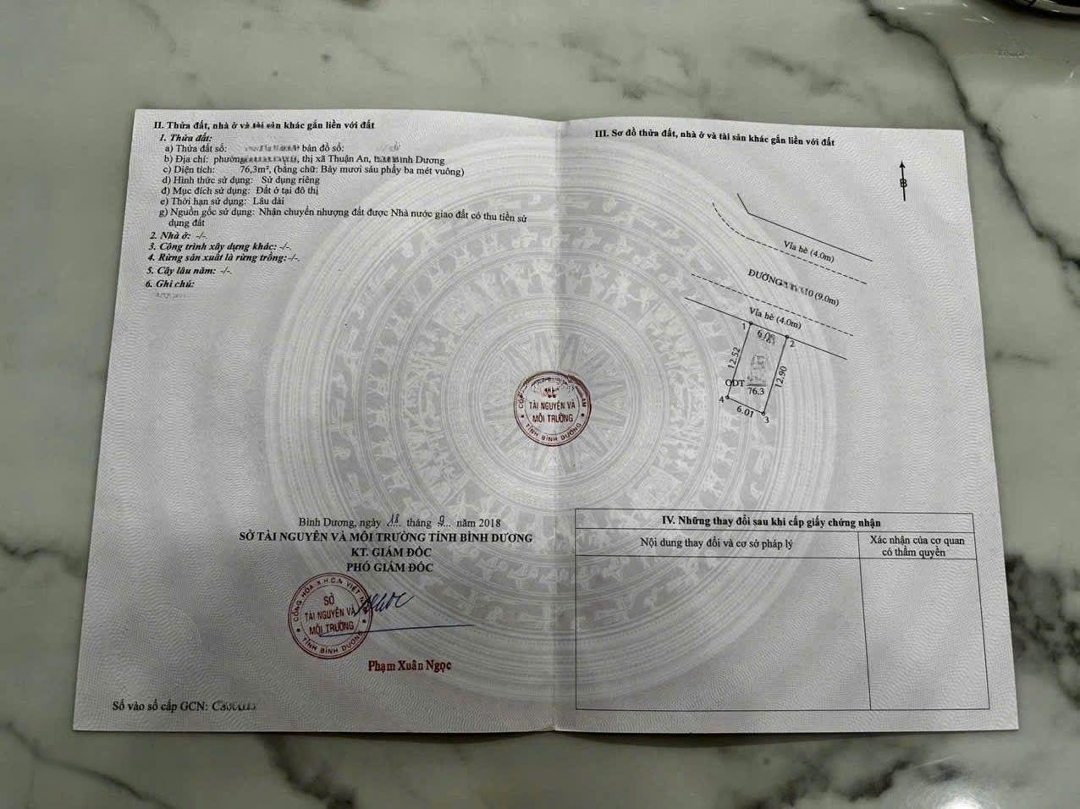 II. Thửa đất, nhà ở và tài sản khác gắn liền với đất
1. Thửa đất:
a) Thửa đất số: bản đồ số:
b) Địa chỉ: phường thị xã Thuận An, Bình Dương
c) Diện tích: 76,3m², (bằng chữ: Bảy mươi sáu phẩy ba mét vuông)
d) Hình thức sử dụng: Sử dụng riêng
đ) Mục đích sử dụng: Đất ở tại đô thị
e) Thời hạn sử dụng: Lâu dài
g) Nguồn gốc sử dụng: Nhận chuyển nhượng đất được Nhà nước giao đất có thu tiền sử
dụng đất
2. Nhà ở: -/-.
3. Công trình xây dựng khác: -/-.
4. Rừng sản xuất là rừng trồng: -/-.
5. Cây lâu năm: -/-.
6. Ghi chú:
TÀI NGUYÊN VÀ
MÔI TRƯỜNG
TỈNH BÌNH DƯƠNG
Bình Dương, ngày 18 tháng 9 năm 2018
SỞ TÀI NGUYÊN VÀ MÔI TRƯỜNG TỈNH BÌNH DƯƠNG
KT. GIÁM ĐỐC
PHÓ GIÁM ĐỐC
CỘNG HÒA X.H.C.N VIỆT NAM
SỞ
TÀI NGUYÊN VÀ
MÔI TRƯỜNG
TỈNH BÌNH DƯƠNG
Phạm Xuân Ngọc
Số vào sổ cấp GCN:
III. Sơ đồ thửa đất, nhà ở và tài sản khác gắn liền với đất
B
Vỉa hè (4.0m)
ĐƯỜNG (9.0m)
Vỉa hè (4.0m)
1
2
12.52
12.90
ODT
76.3
4
6.01
3
IV. Những thay đổi sau khi cấp giấy chứng nhận
Nội dung thay đổi và cơ sở pháp lý
Xác nhận của cơ quan
có thẩm quyền